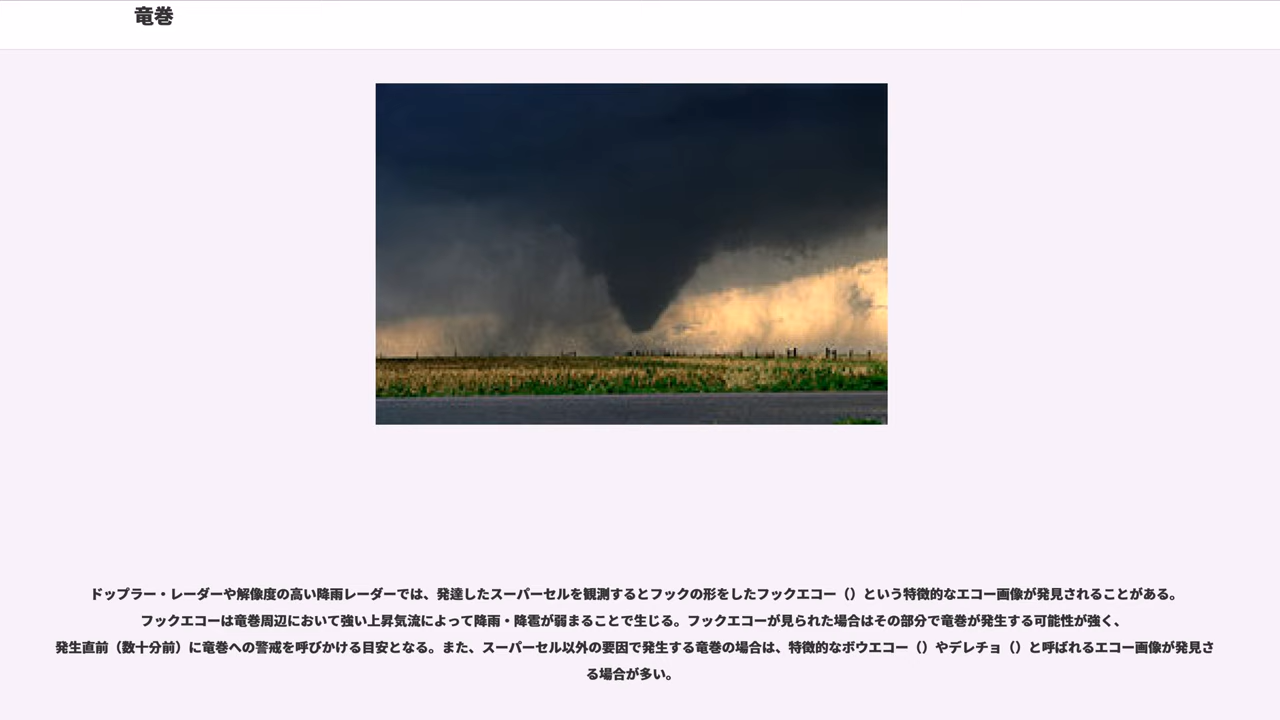 竜巻
ドップラー・レーダーや解像度の高い降雨レーダーでは、発達したスーパーセルを観測するとフックの形をしたフックエコー（）という特徴的なエコー画像が発見されることがある。
フックエコーは竜巻周辺において強い上昇気流によって降雨・降雹が弱まることで生じる。フックエコーが見られた場合はその部分で竜巻が発生する可能性が強く、
発生直前（数十分前）に竜巻への警戒を呼びかける目安となる。また、スーパーセル以外の要因で発生する竜巻の場合は、特徴的なボウエコー（）やデレチョ（）と呼ばれるエコー画像が発見さ
る場合が多い。